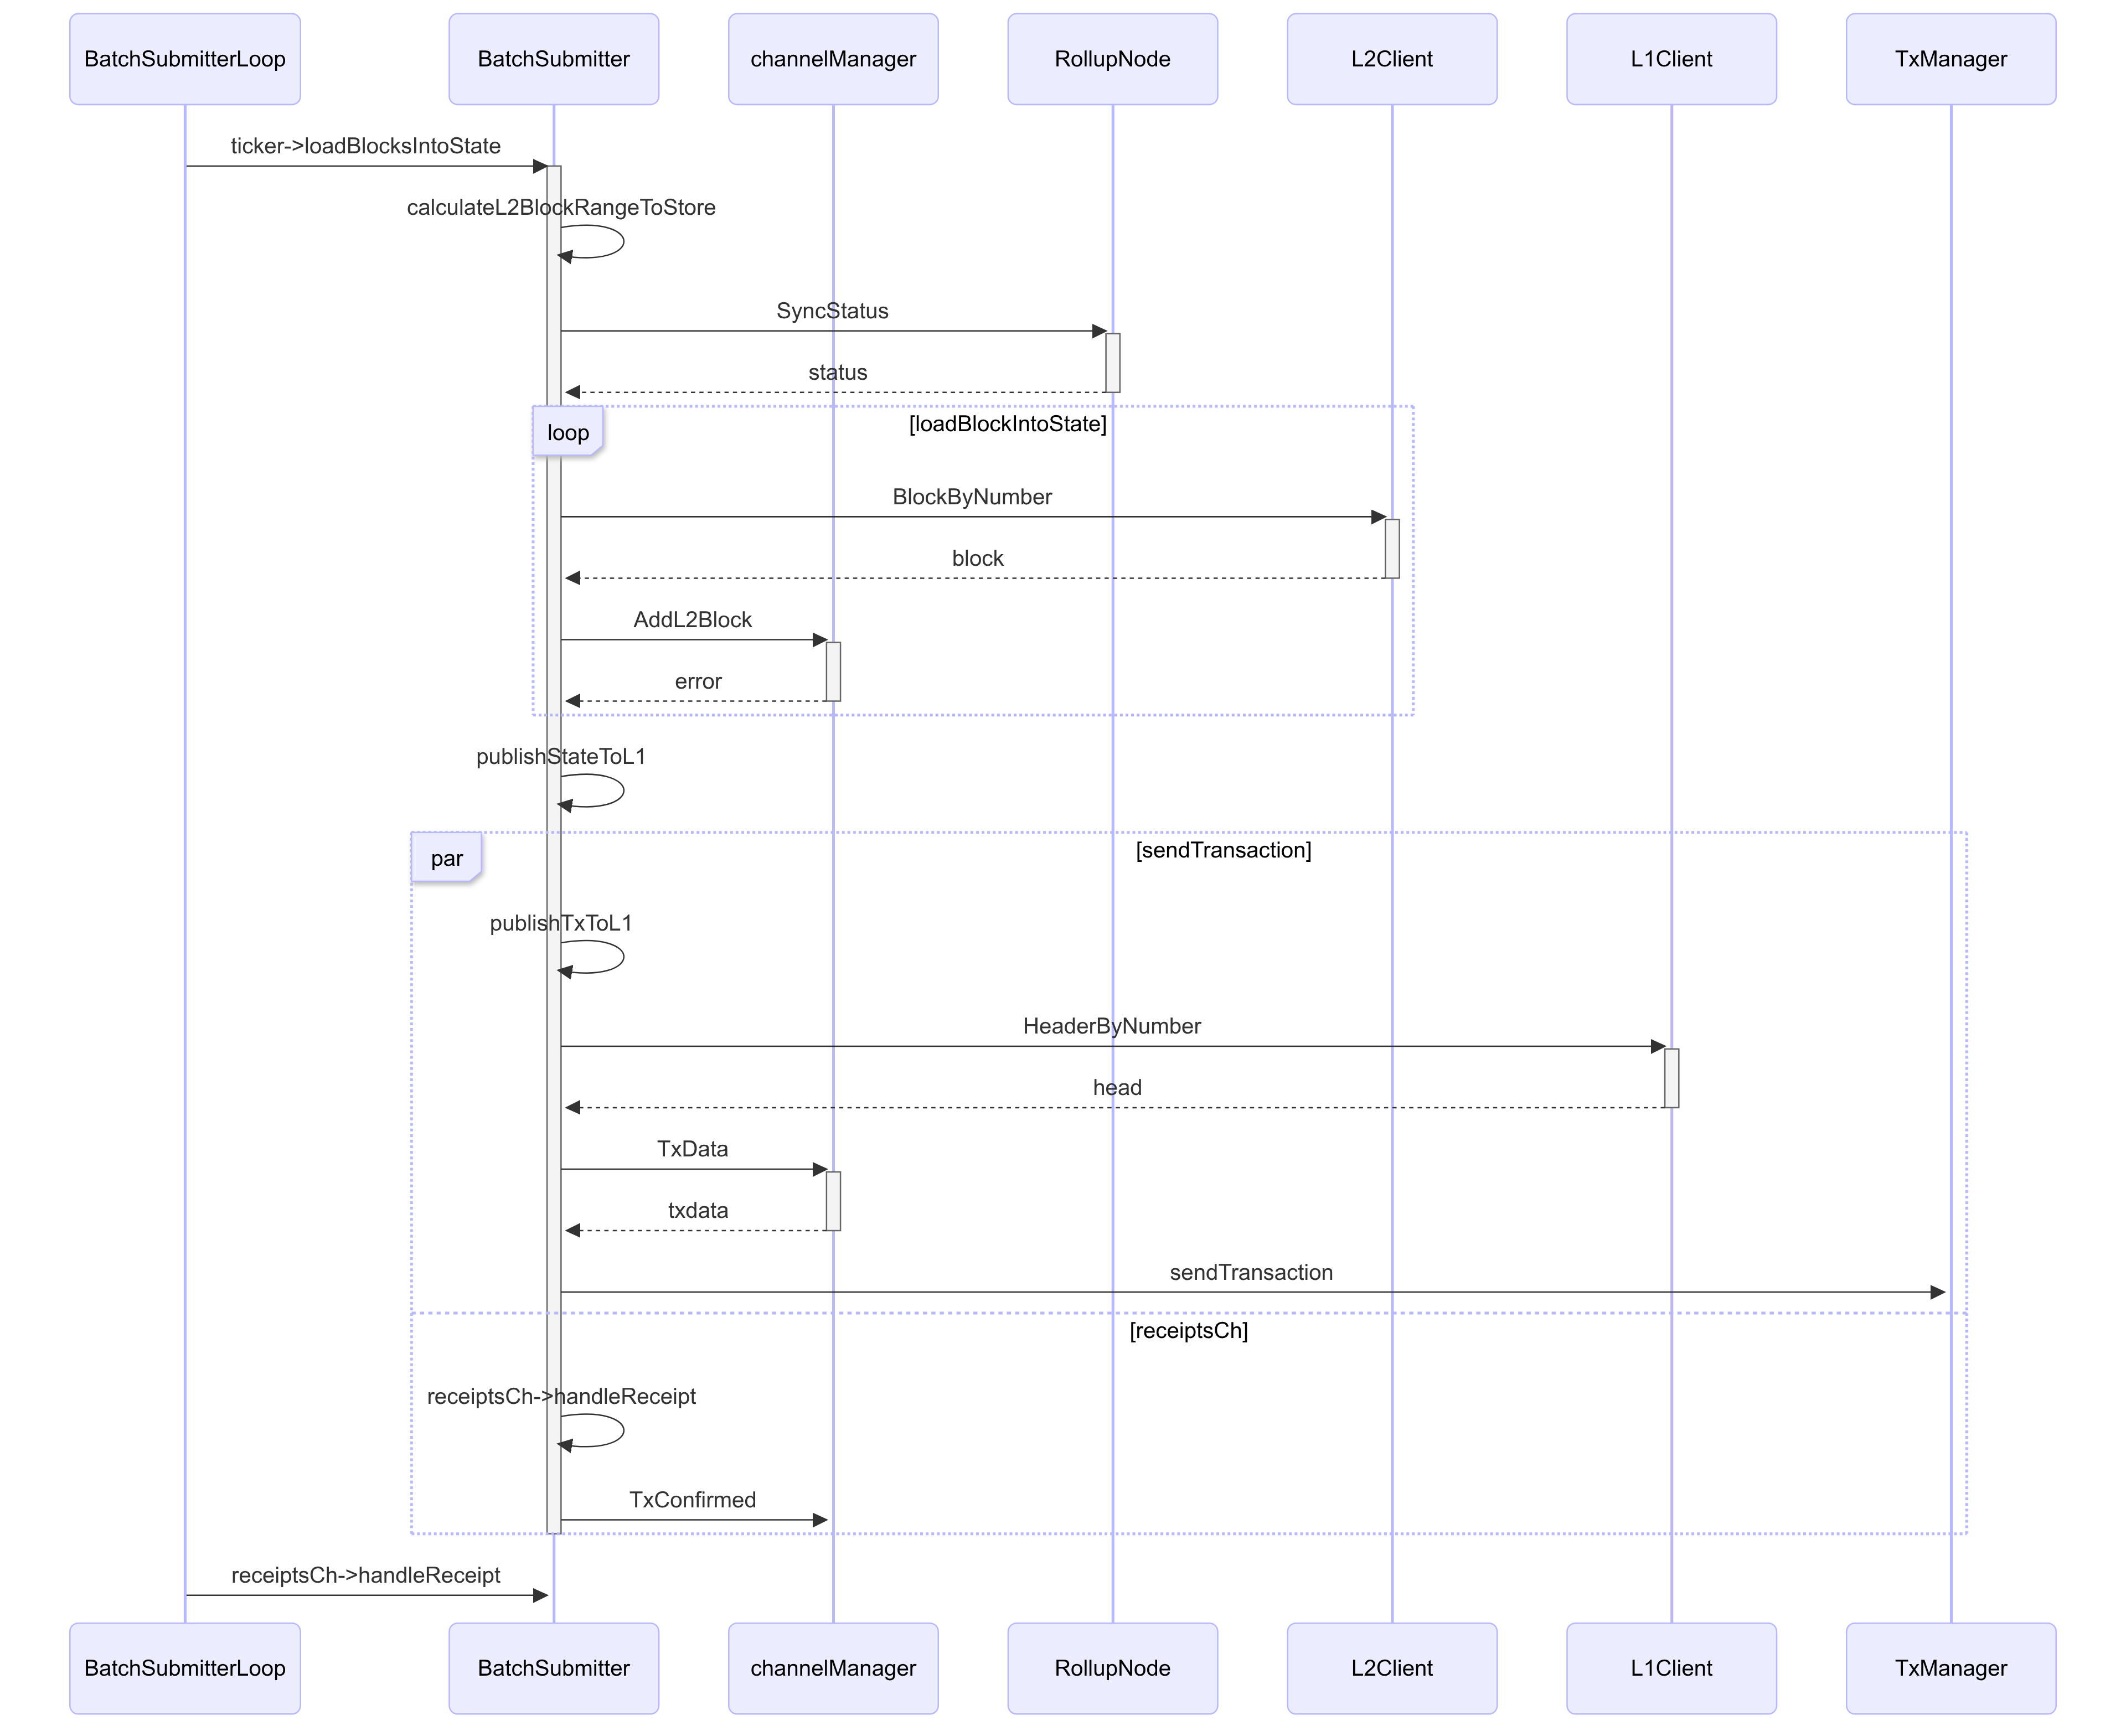 BatchSubmitterLoop
BatchSubmitter
channelManager
RollupNode
L2Client
L1Client
TxManager
ticker->loadBlocksIntoState
calculateL2BlockRangeToStore
SyncStatus
status
loop
[loadBlockIntoState]
BlockByNumber
block
AddL2Block
error
publishStateToL1
par
[sendTransaction]
publishTxToL1
HeaderByNumber
head
TxData
txdata
sendTransaction
[receiptsCh]
receiptsCh->handleReceipt
TxConfirmed
receiptsCh->handleReceipt
BatchSubmitterLoop
BatchSubmitter
channelManager
RollupNode
L2Client
L1Client
TxManager